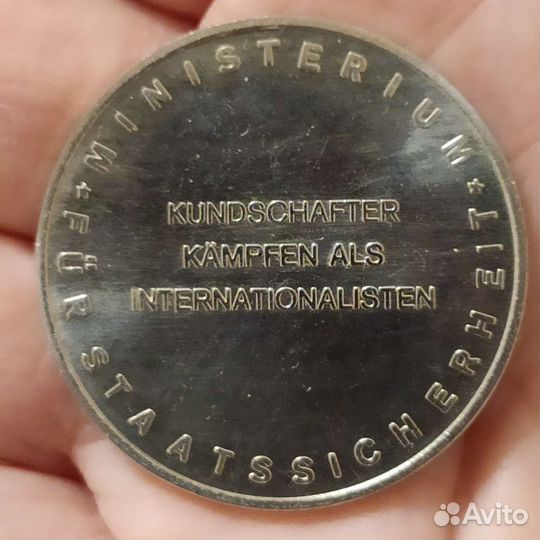 * MINISTERIUM *
FÜR STAATSSICHERHEIT
KUNDSCHAFTER
KÄMPFEN ALS
INTERNATIONALISTEN
Avito